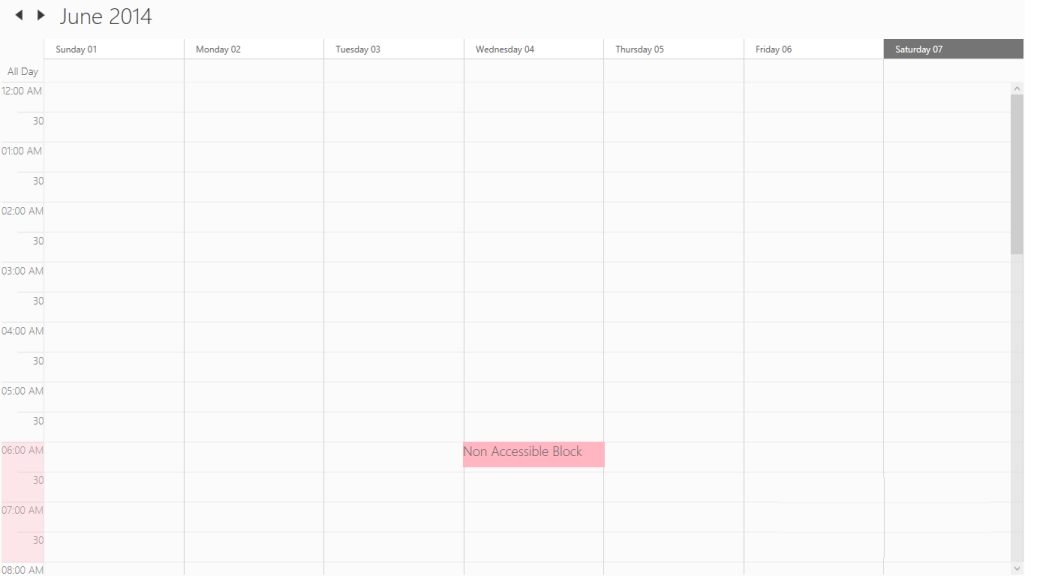 June 2014
Sunday 01
Monday 02
Tuesday 03
Wednesday 04
Thursday 05
Friday 06
Saturday 07
All Day
12:00 AM
30
01:00 AM
30
02:00 AM
30
03:00 AM
30
04:00 AM
30
05:00 AM
30
06:00 AM
Non Accessible Block
30
07:00 AM
30
08:00 AM